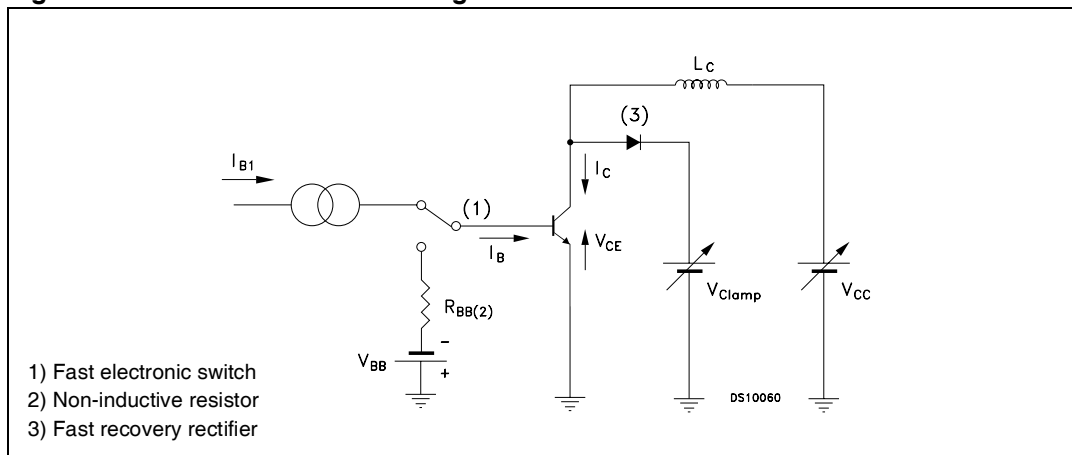 L_C
(3)
I_B1
I_C
(1)
I_B
V_CE
R_BB(2)
V_Clamp
V_CC
V_BB
-
+
1) Fast electronic switch
2) Non-inductive resistor
3) Fast recovery rectifier
DS10060